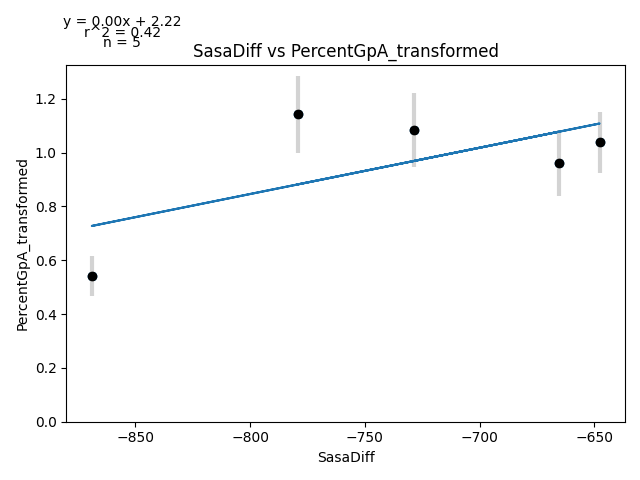 y = 0.00x + 2.22
r^2 = 0.42
n = 5
SasaDiff vs PercentGpA_transformed
1.2
1.0
0.8
0.6
0.4
0.2
0.0
PercentGpA_transformed
−850
−800
−750
−700
−650
SasaDiff